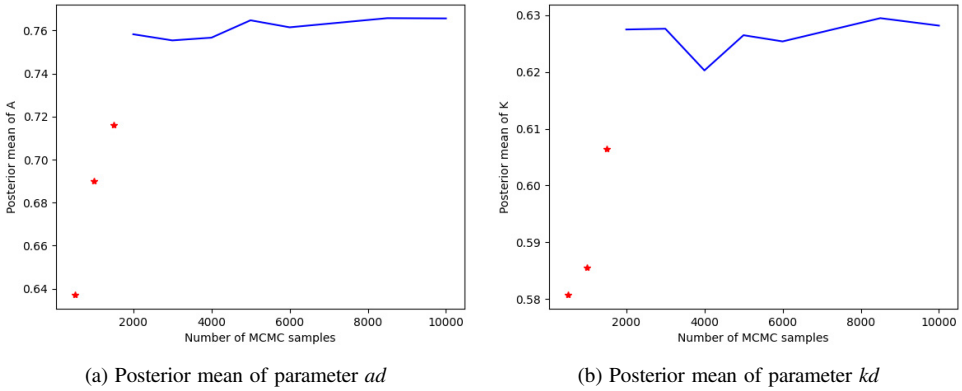 0.76
0.74
0.72
0.70
0.68
0.66
0.64
Posterior mean of A
2000 4000 6000 8000 10000
Number of MCMC samples
(a) Posterior mean of parameter ad
0.63
0.62
0.61
0.60
0.59
0.58
Posterior mean of K
2000 4000 6000 8000 10000
Number of MCMC samples
(b) Posterior mean of parameter kd